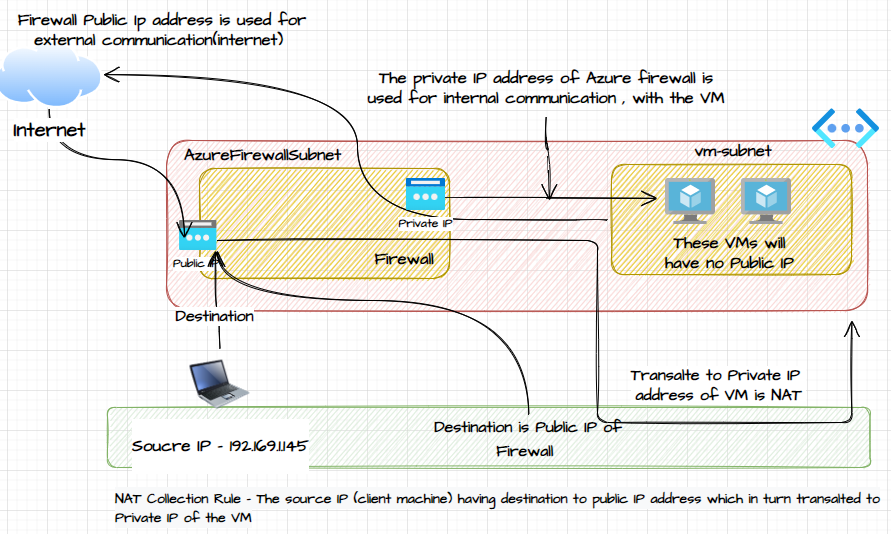 Firewall Public Ip address is used for
external communication(internet)
The private IP address of Azure firewall is
used for internal communication , with the VM
Internet
AzureFirewallSubnet
vm-subnet
Private IP
These VMs will
have no Public IP
Public IP
Firewall
Destination
Transalte to Private IP
address of VM is NAT
Destination is Public IP of
Firewall
Soucre IP - 192.169.1.145
NAT Collection Rule - The source IP (client machine) having destination to public IP address which in turn transalted to
Private IP of the VM